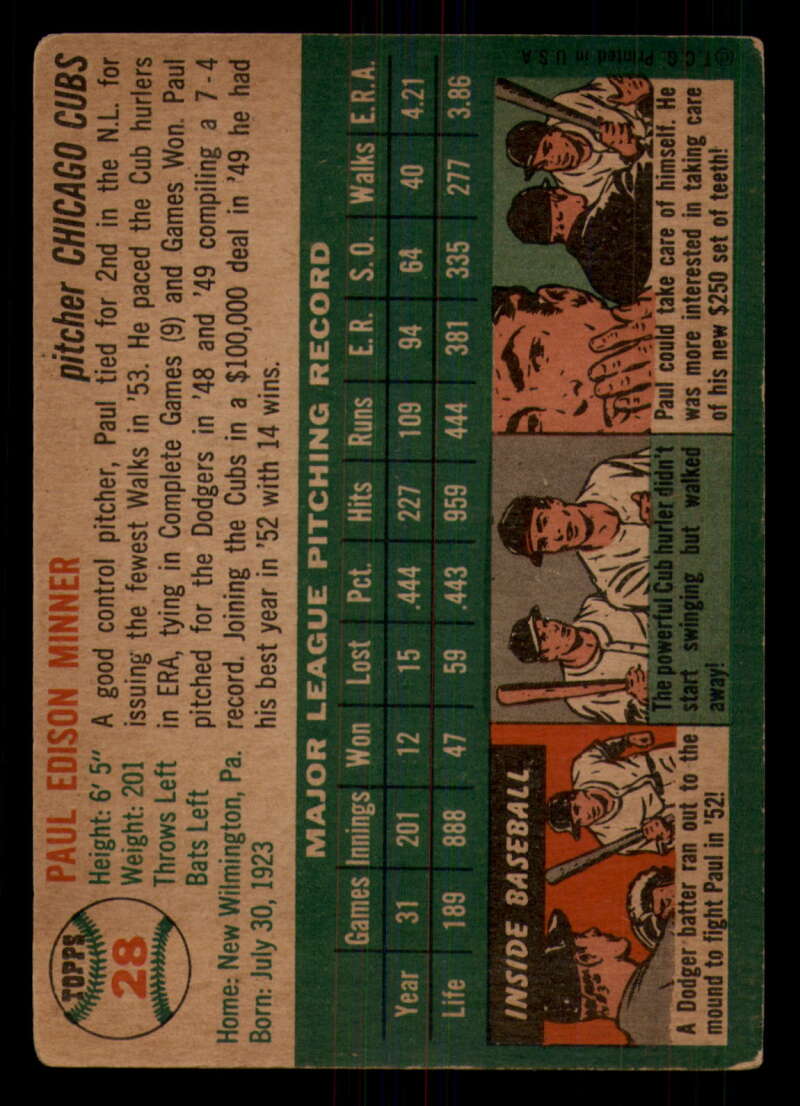 TOPPS
28
PAUL EDISON MINNER
pitcher CHICAGO CUBS
Height: 6' 5"
Weight: 201
Throws Left
Bats Left
Home: New Wilmington, Pa.
Born: July 30, 1923
A good control pitcher, Paul tied for 2nd in the N.L. for
issuing the fewest Walks in '53. He paced the Cub hurlers
in ERA, tying in Complete Games (9) and Games Won. Paul
pitched for the Dodgers in '48 and '49 compiling a 7-4
record. Joining the Cubs in a $100,000 deal in '49 he had
his best year in '52 with 14 wins.
MAJOR LEAGUE PITCHING RECORD
Games Innings Won Lost Pct. Hits Runs E.R. S.O. Walks E.R.A.
Year 31 201 12 15 .444 227 109 94 64 40 4.21
Life 189 888 47 59 .443 959 444 381 335 277 3.86
INSIDE BASEBALL
A Dodger batter ran out to the
mound to fight Paul in '52!
The powerful Cub hurler didn't
start swinging but walked
away!
Paul could take care of himself. He
was more interested in taking care
of his new $250 set of teeth!
© T.C.G. Printed in U.S.A